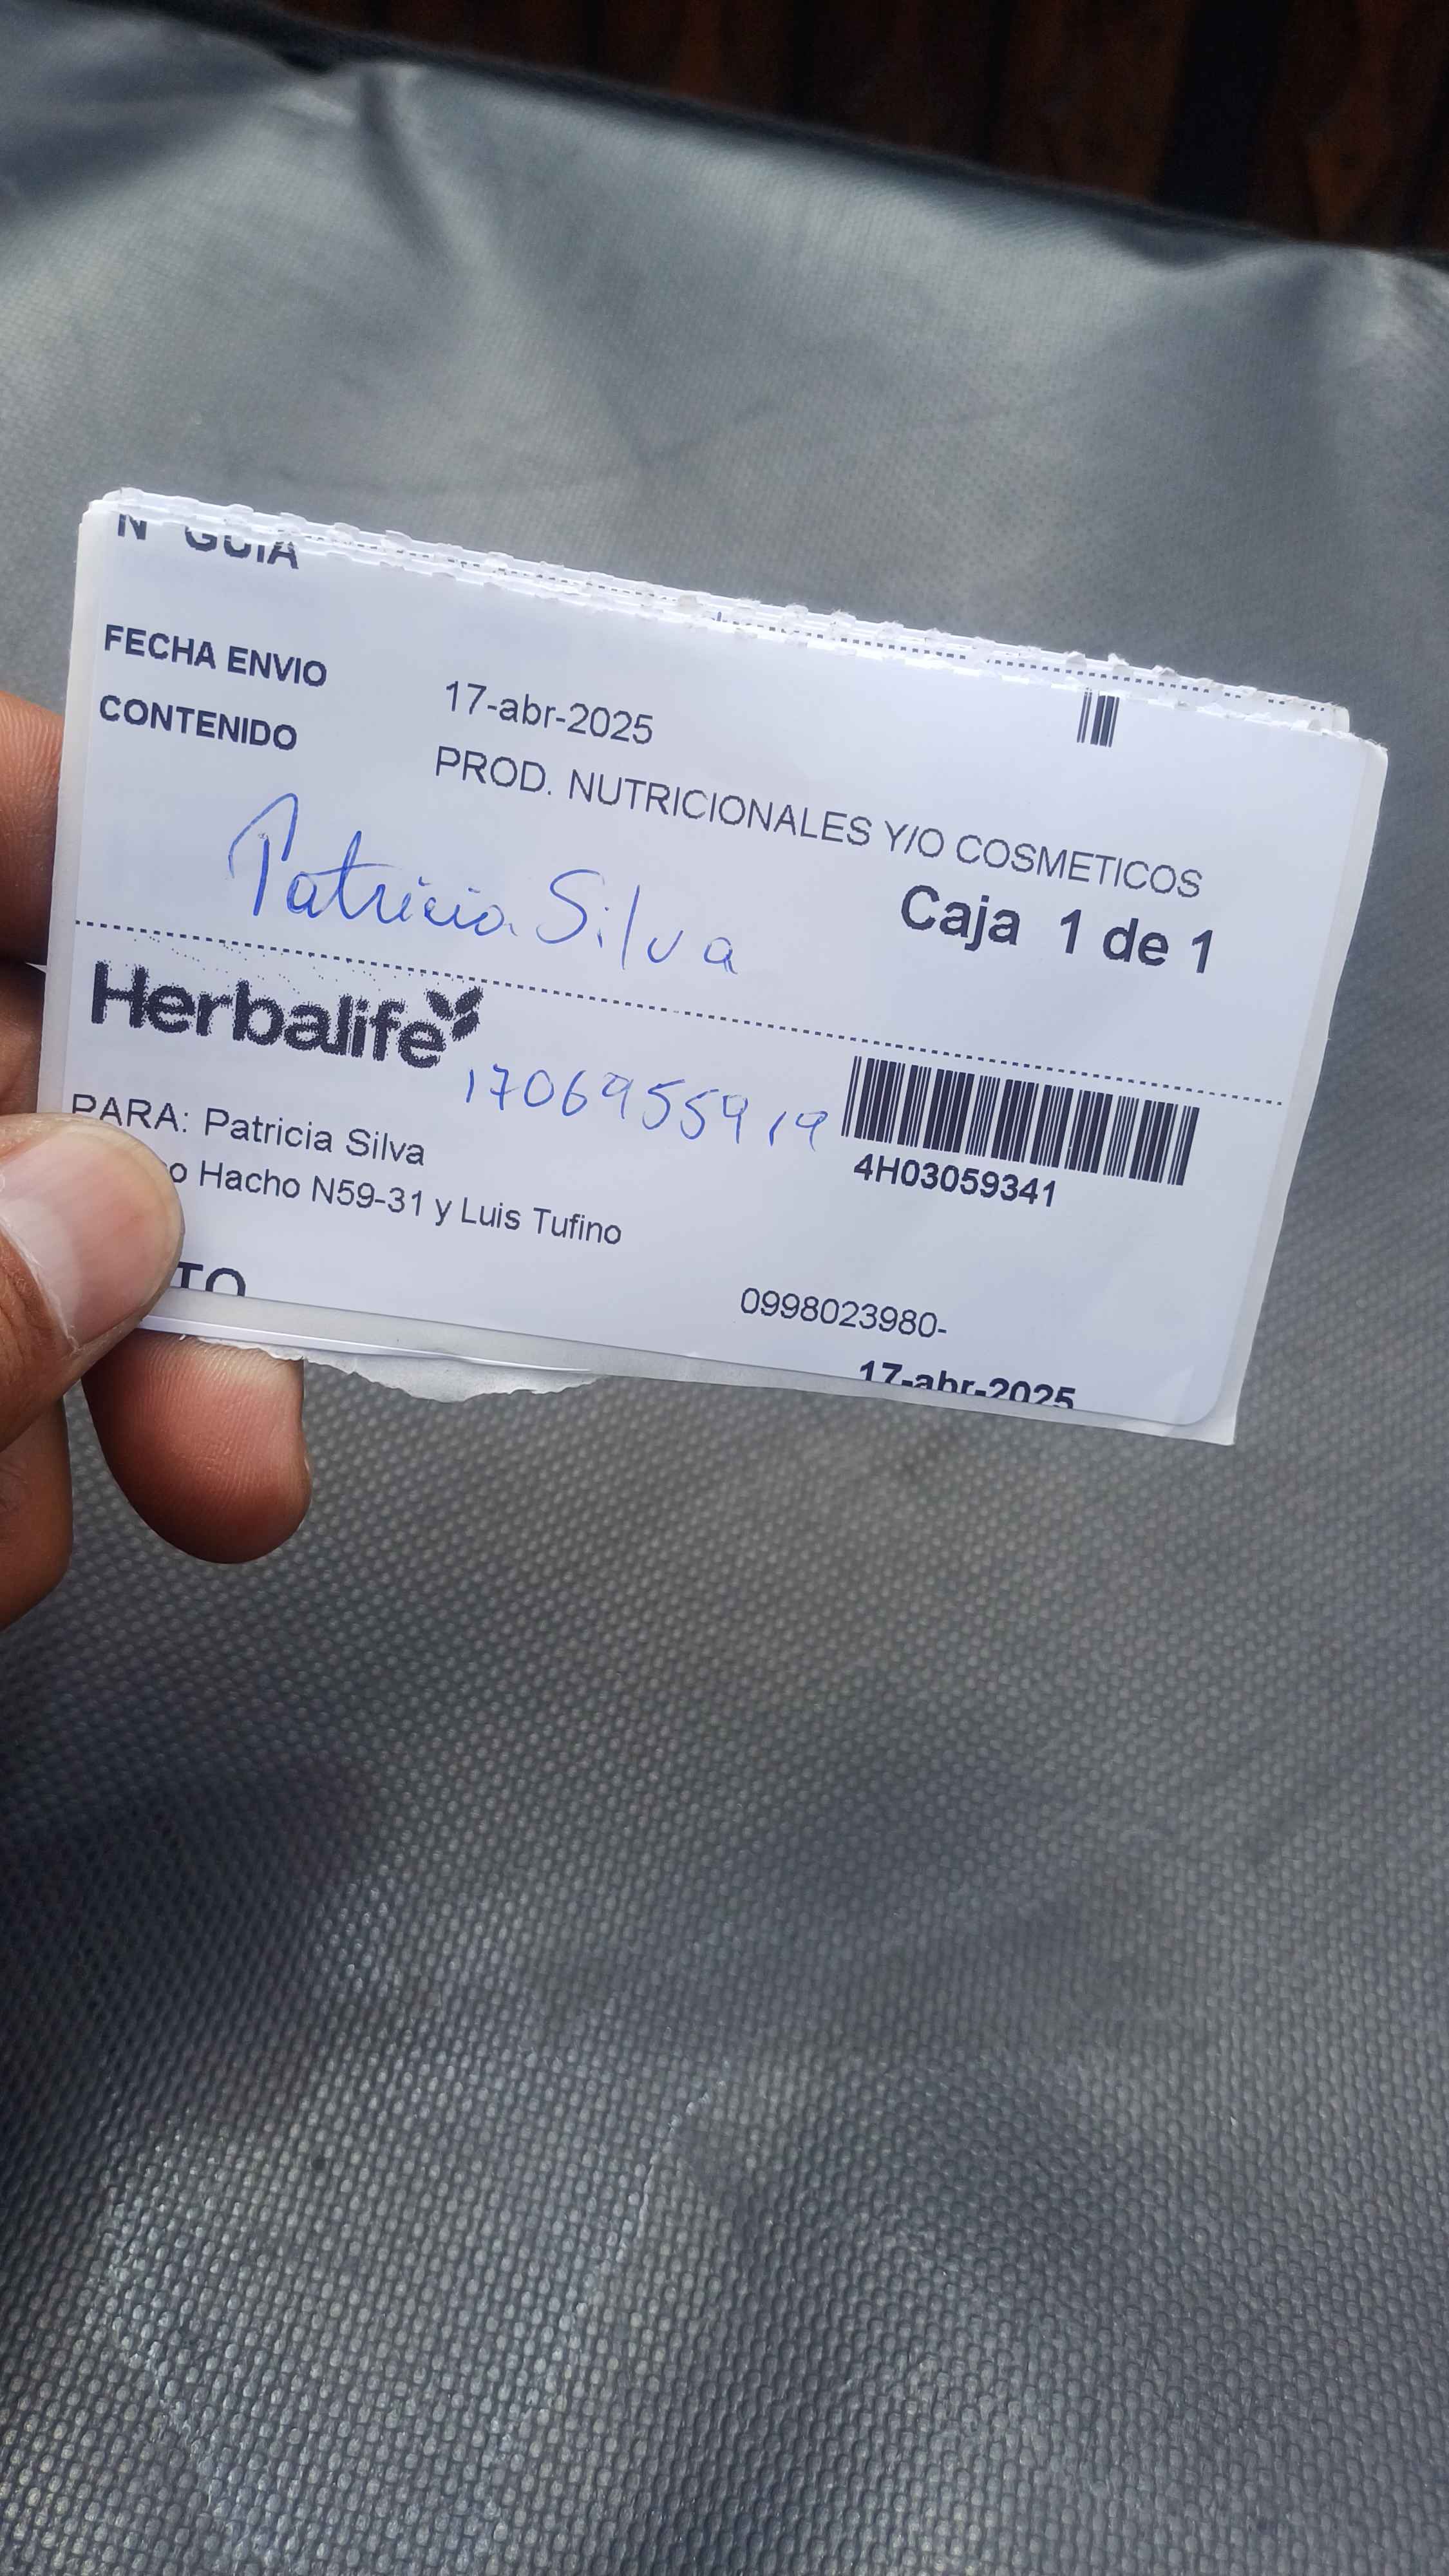 N° GUIA
FECHA ENVIO 17-abr-2025
CONTENIDO PROD. NUTRICIONALES Y/O COSMETICOS
Patricia Silva
Caja 1 de 1
Herbalife
1706955919
4H03059341
PARA: Patricia Silva
Hacho N59-31 y Luis Tufino
0998023980-
17-abr-2025